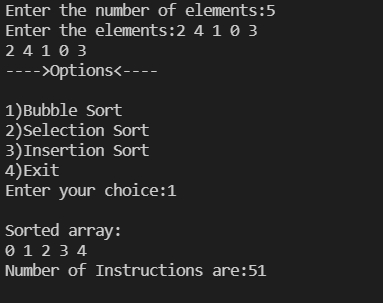 Enter the number of elements:5
Enter the elements:2 4 1 0 3
2 4 1 0 3
---->Options<----
1)Bubble Sort
2)Selection Sort
3)Insertion Sort
4)Exit
Enter your choice:1
Sorted array:
0 1 2 3 4
Number of Instructions are:51